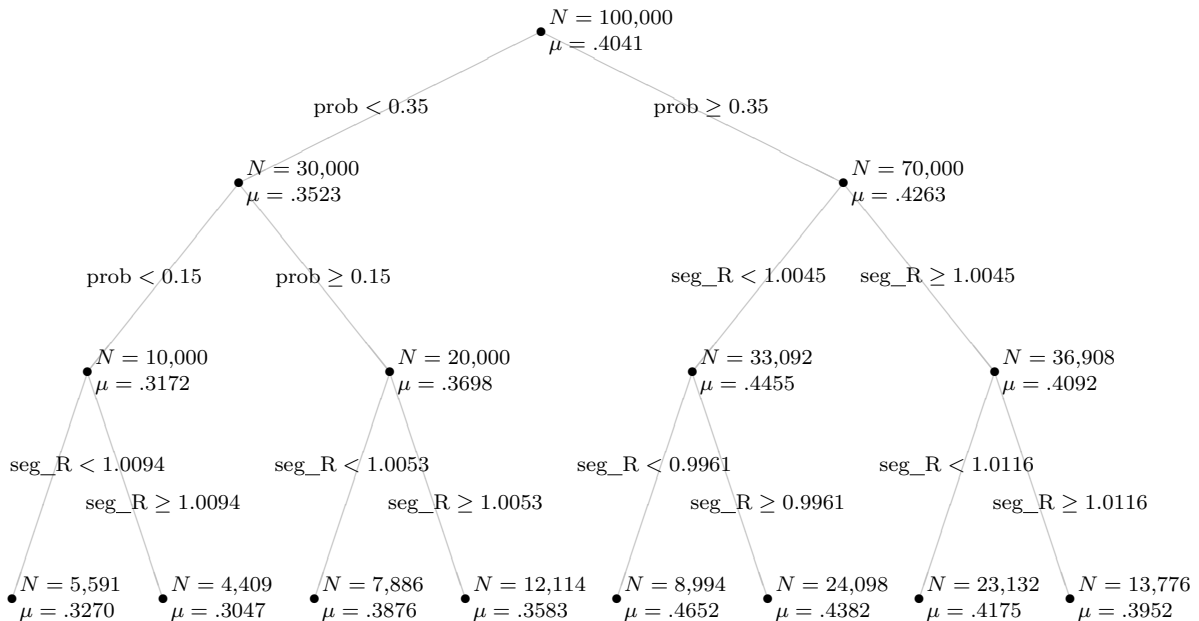 N = 100,000
μ = .4041
prob < 0.35
prob ≥ 0.35
N = 30,000
μ = .3523
N = 70,000
μ = .4263
prob < 0.15
prob ≥ 0.15
seg_R < 1.0045
seg_R ≥ 1.0045
N = 10,000
μ = .3172
N = 20,000
μ = .3698
N = 33,092
μ = .4455
N = 36,908
μ = .4092
seg_R < 1.0094
seg_R ≥ 1.0094
seg_R < 1.0053
seg_R ≥ 1.0053
seg_R < 0.9961
seg_R ≥ 0.9961
seg_R < 1.0116
seg_R ≥ 1.0116
N = 5,591
μ = .3270
N = 4,409
μ = .3047
N = 7,886
μ = .3876
N = 12,114
μ = .3583
N = 8,994
μ = .4652
N = 24,098
μ = .4382
N = 23,132
μ = .4175
N = 13,776
μ = .3952